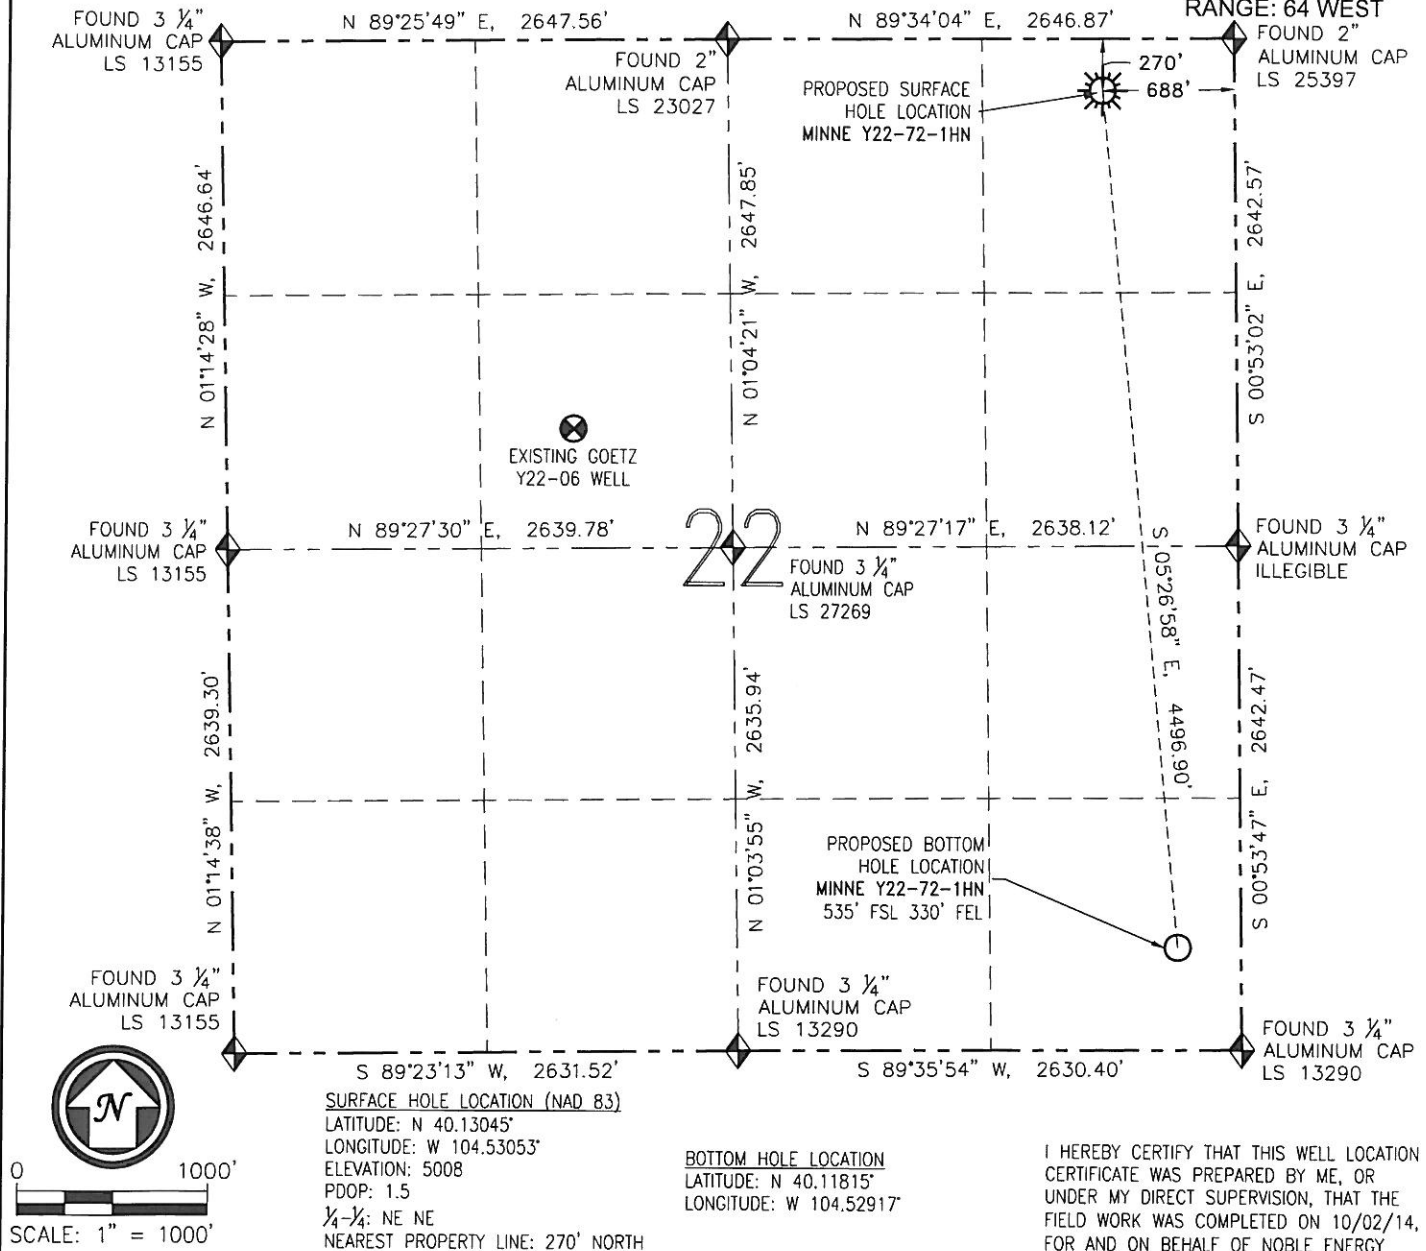 RANGE: 64 WEST
FOUND 3 ¼"
ALUMINUM CAP
LS 13155
N 89°25'49" E, 2647.56'
FOUND 2"
ALUMINUM CAP
LS 23027
N 89°34'04" E, 2646.87'
FOUND 2"
ALUMINUM CAP
LS 25397
270'
688'
PROPOSED SURFACE
HOLE LOCATION
MINNE Y22-72-1HN
N 01°14'28" W, 2646.64'
N 01°04'21" W, 2647.85'
S 00°53'02" E, 2642.57'
EXISTING GOETZ
Y22-06 WELL
FOUND 3 ¼"
ALUMINUM CAP
LS 13155
N 89°27'30" E, 2639.78'
22
N 89°27'17" E, 2638.12'
FOUND 3 ¼"
ALUMINUM CAP
LS 27269
FOUND 3 ¼"
ALUMINUM CAP
ILLEGIBLE
S 05°26'58" E, 4496.90'
N 01°14'38" W, 2639.30'
N 01°03'55" W, 2635.94'
S 00°53'47" E, 2642.47'
PROPOSED BOTTOM
HOLE LOCATION
MINNE Y22-72-1HN
535' FSL 330' FEL
FOUND 3 ¼"
ALUMINUM CAP
LS 13155
FOUND 3 ¼"
ALUMINUM CAP
LS 13290
FOUND 3 ¼"
ALUMINUM CAP
LS 13290
S 89°23'13" W, 2631.52'
S 89°35'54" W, 2630.40'
N
0 1000'
SCALE: 1" = 1000'
SURFACE HOLE LOCATION (NAD 83)
LATITUDE: N 40.13045°
LONGITUDE: W 104.53053°
ELEVATION: 5008
PDOP: 1.5
¼-¼: NE NE
NEAREST PROPERTY LINE: 270' NORTH
BOTTOM HOLE LOCATION
LATITUDE: N 40.11815°
LONGITUDE: W 104.52917°
I HEREBY CERTIFY THAT THIS WELL LOCATION
CERTIFICATE WAS PREPARED BY ME, OR
UNDER MY DIRECT SUPERVISION, THAT THE
FIELD WORK WAS COMPLETED ON 10/02/14,
FOR AND ON BEHALF OF NOBLE ENERGY